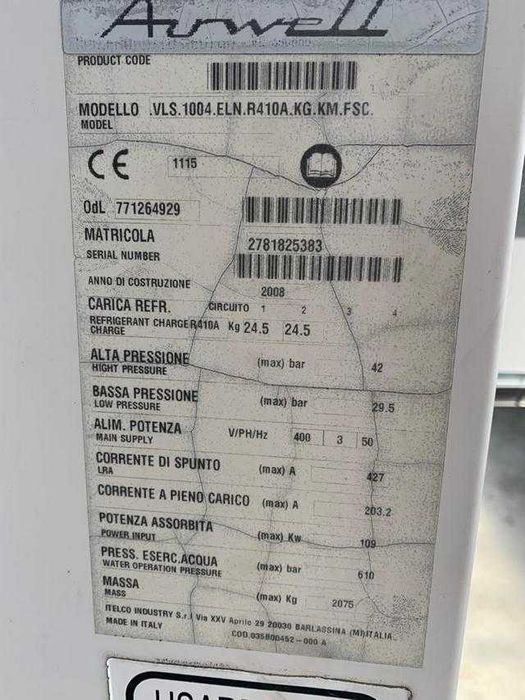 Airwell
PRODUCT CODE
MODELLO .VLS.1004.ELN.R410A.KG.KM.FSC.
MODEL
CE 1115
OdL 771264929
MATRICOLA 2781825383
SERIAL NUMBER
ANNO DI COSTRUZIONE 2008
CARICA REFR. CIRCUITO 1 2 3 4
REFRIGERANT CHARGE R410A Kg 24.5 24.5
CHARGE
ALTA PRESSIONE (max) bar 42
HIGHT PRESSURE
BASSA PRESSIONE (max) bar 29.5
LOW PRESSURE
ALIM. POTENZA V/PH/Hz 400 3 50
MAIN SUPPLY
CORRENTE DI SPUNTO (max) A 427
LRA
CORRENTE A PIENO CARICO (max) A 203.2
POTENZA ASSORBITA (max) Kw 109
POWER INPUT
PRESS. ESERC.ACQUA (max) bar 610
WATER OPERATION PRESSURE
MASSA (max) Kg 2075
MASS
ITELCO INDUSTRY S.r.l Via XXV Aprile 29 20030 BARLASSINA (MI)ITALIA
MADE IN ITALY COD.035B00452-000 A